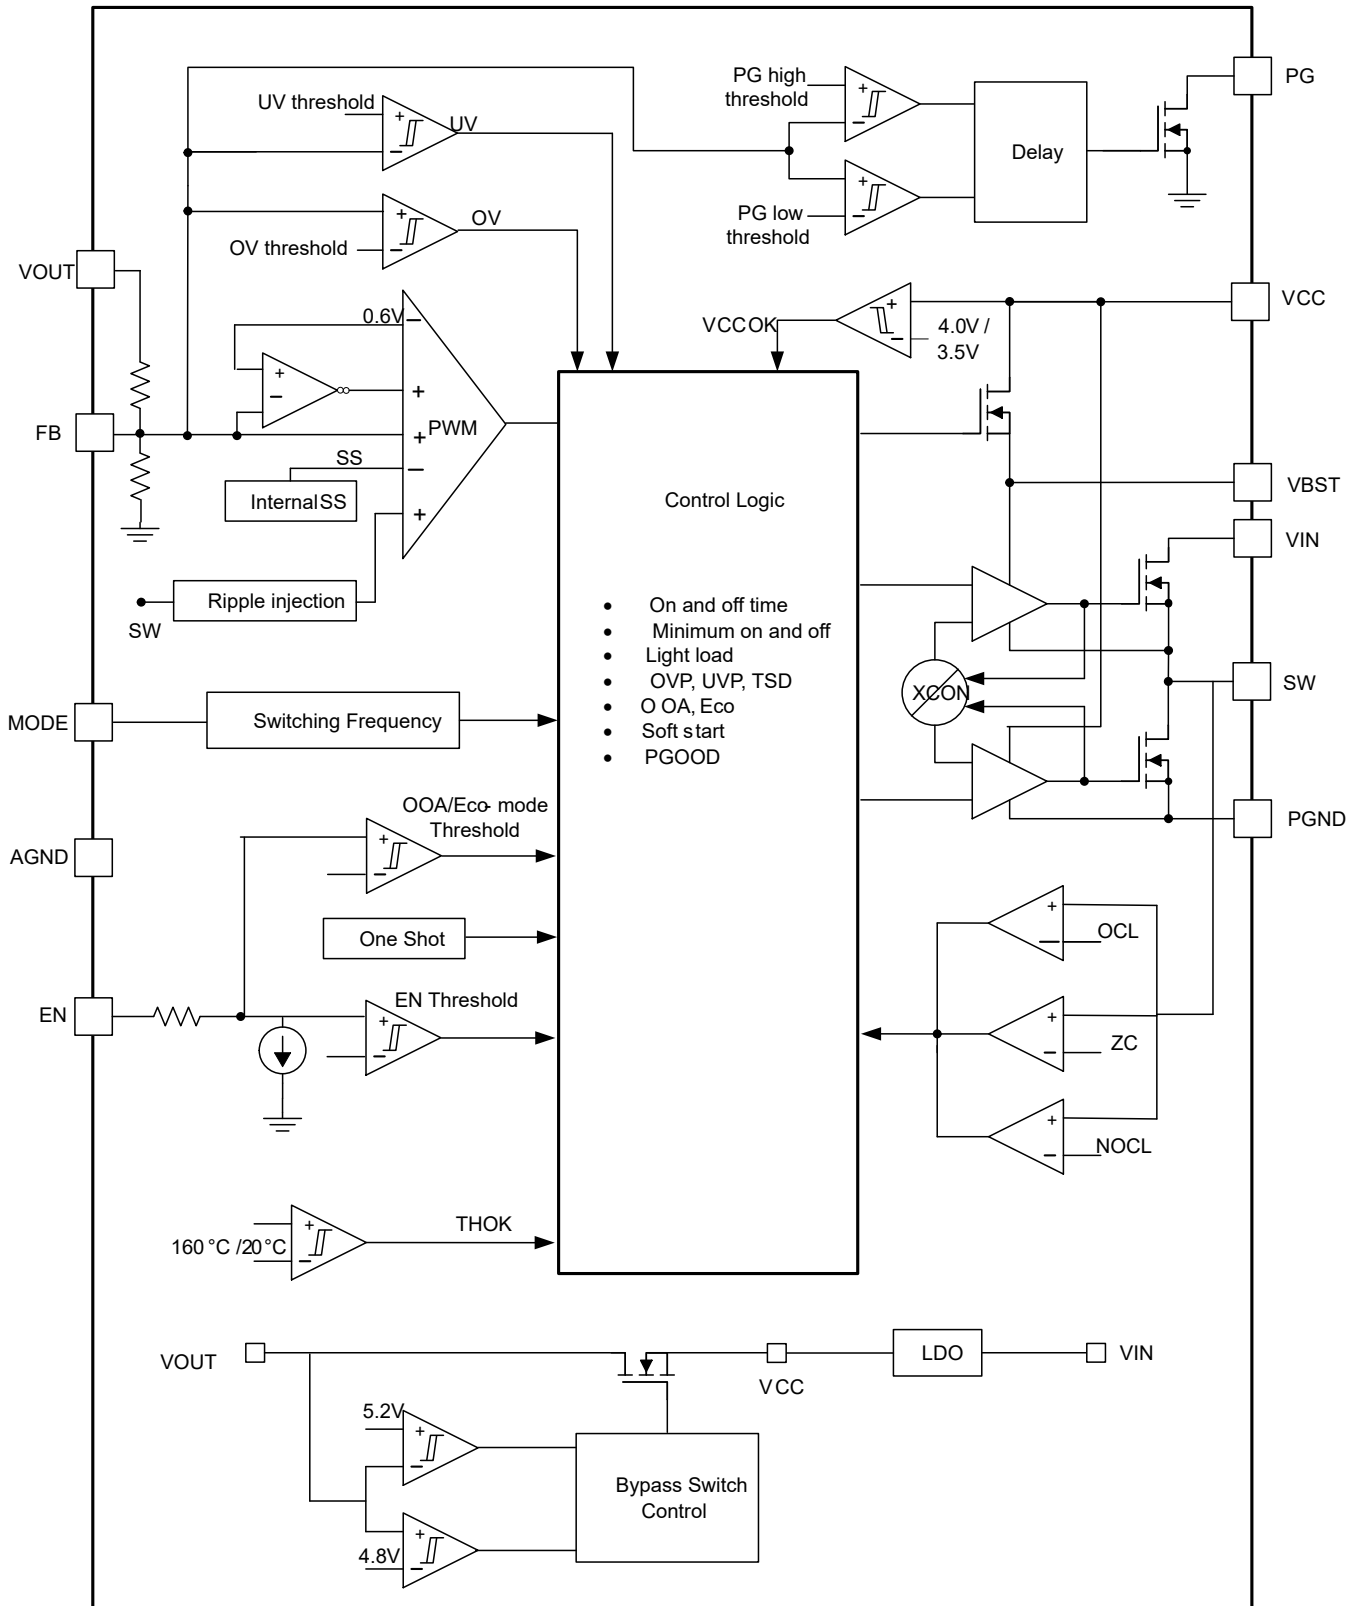 PG
PG high
threshold
UV threshold
+
UV
−
+
−
Delay
+
PG low
−
threshold
+
OV
OV threshold
−
VOUT
VCC
0.6V
−
VCCOK
+
−
4.0V /
3.5V
+
−
+
FB
+
PWM
SS
−
Internal SS
+
VBST
VIN
Control Logic
Ripple injection
SW
• On and off time
• Minimum on and off
• Light load
• OVP, UVP, TSD
• OOA, Eco
• Soft start
• PGOOD
XCON
SW
MODE
Switching Frequency
PGND
OOA/Eco- mode
Threshold
+
−
AGND
One Shot
+
OCL
−
EN
EN Threshold
+
−
+
ZC
−
+
NOCL
−
THOK
+
160 °C /20 °C
−
VOUT
VCC
LDO
VIN
5.2V
+
−
Bypass Switch
Control
+
4.8V
−